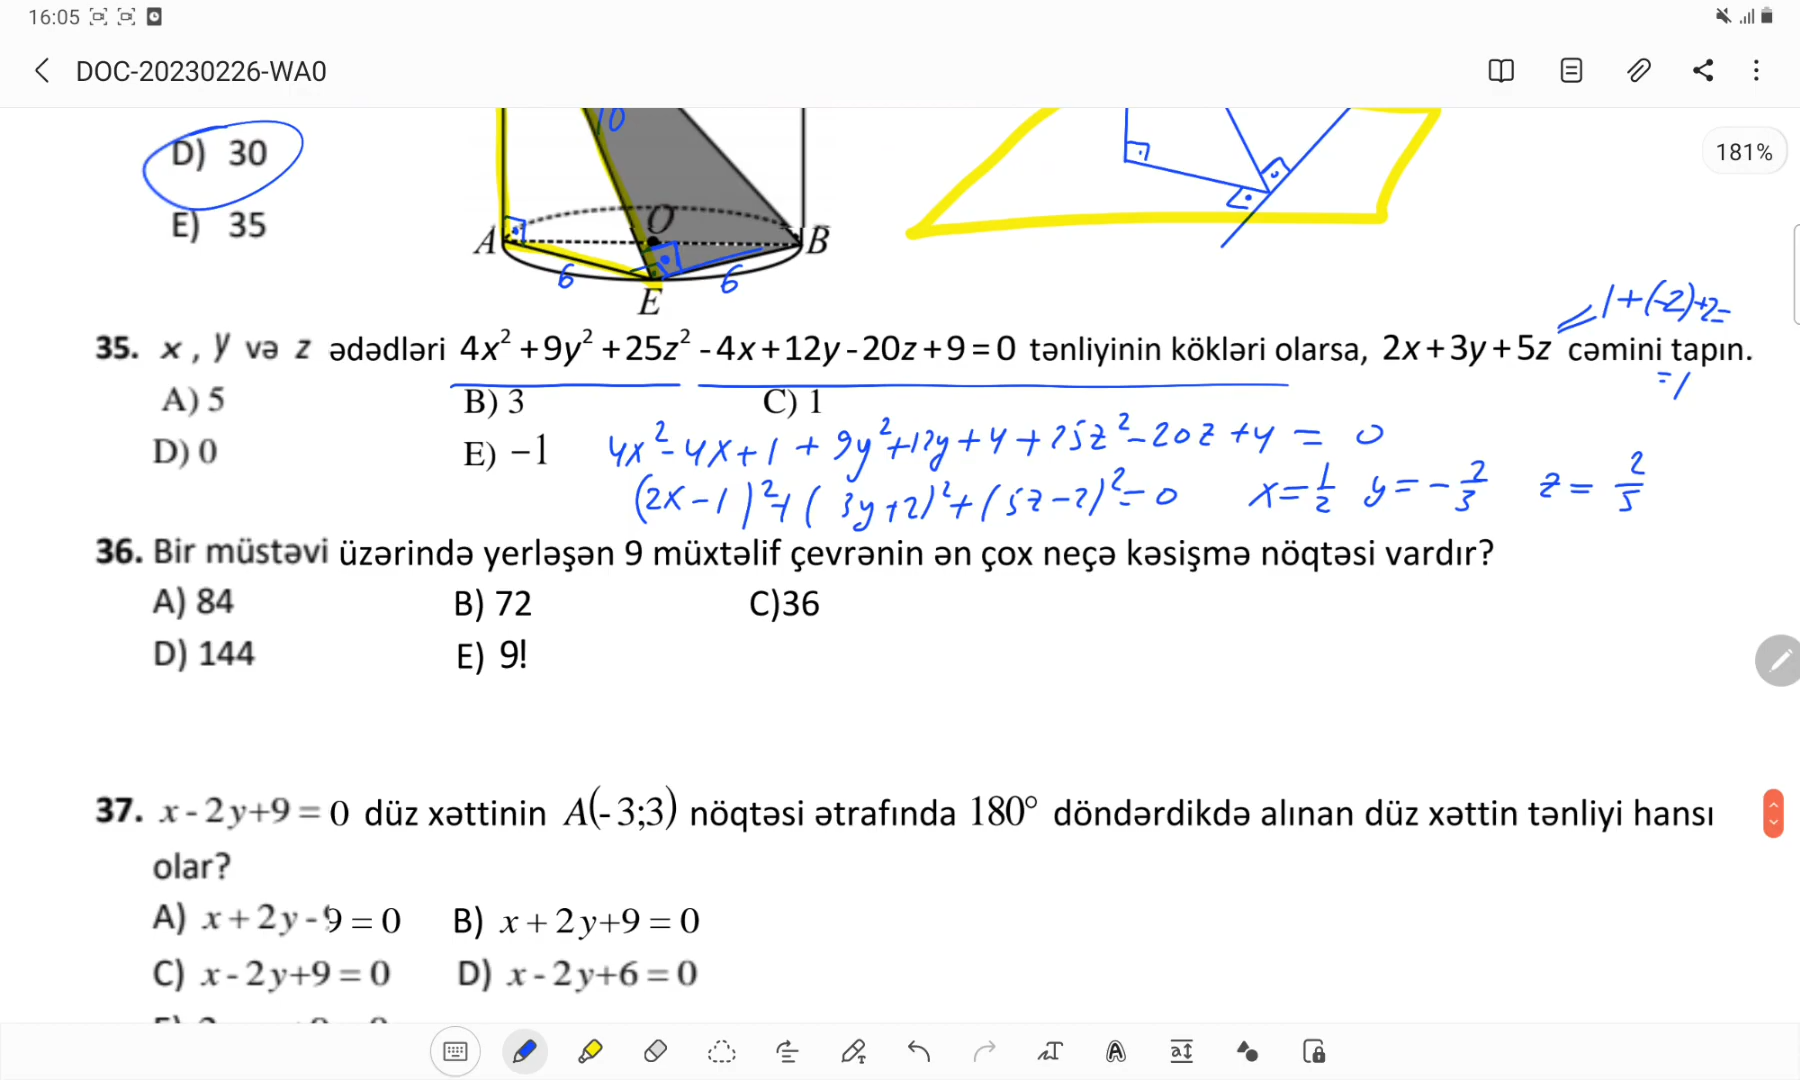 16:05
DOC-20230226-WA0
181%
D) 30
E) 35
10
O
A
B
6
6
E
1+(-2)+2=
35. x , y və z ədədləri 4x² +9y² +25z² - 4x+12y - 20z+9 = 0 tənliyinin kökləri olarsa, 2x+3y+5z cəmini tapın.
=1
A) 5 B) 3 C) 1
4x²-4x+1 + 9y²+12y+4+25z²-20z+4 = 0
D) 0 E) −1
(2x-1)²+(3y+2)²+(5z-2)²=0 x=1/2 y=-2/3 z=2/5
36. Bir müstəvi üzərində yerləşən 9 müxtəlif çevrənin ən çox neçə kəsişmə nöqtəsi vardır?
A) 84 B) 72 C)36
D) 144 E) 9!
37. x - 2y+9 = 0 düz xəttinin A(- 3;3) nöqtəsi ətrafında 180° döndərdikdə alınan düz xəttin tənliyi hansı
olar?
A) x+2y-9=0 B) x+2y+9=0
C) x-2y+9=0 D) x-2y+6=0